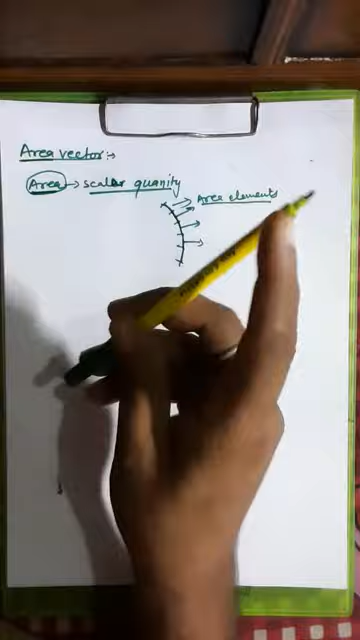 Area vector :→
Area → scalar quanity
Area elements